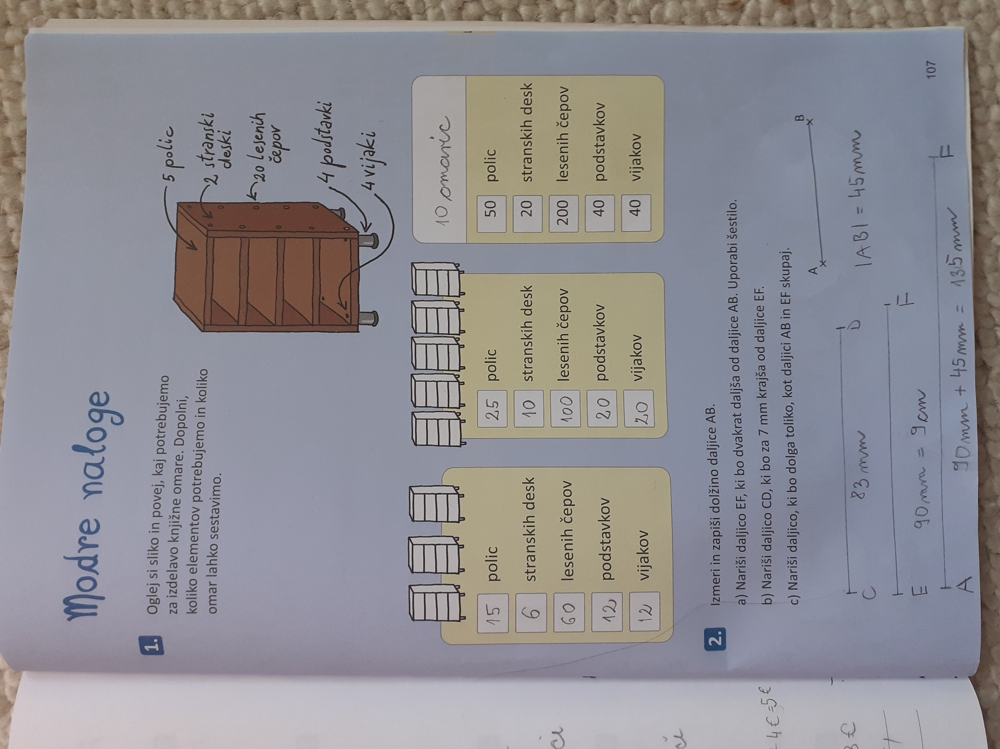 Modre naloge
1. Oglej si sliko in povej, kaj potrebujemo
za izdelavo knjižne omare. Dopolni,
koliko elementov potrebujemo in koliko
omar lahko sestavimo.
5 polic
2 stranski
deski
20 lesenih
čepov
4 podstavki
4 vijaki
15 polic
6 stranskih desk
60 lesenih čepov
12 podstavkov
12 vijakov
25 polic
10 stranskih desk
100 lesenih čepov
20 podstavkov
20 vijakov
10 omaric
50 polic
20 stranskih desk
200 lesenih čepov
40 podstavkov
40 vijakov
2. Izmeri in zapiši dolžino daljice AB.
a) Nariši daljico EF, ki bo dvakrat daljša od daljice AB. Uporabi šestilo.
b) Nariši daljico CD, ki bo za 7 mm krajša od daljice EF.
c) Nariši daljico, ki bo dolga toliko, kot daljici AB in EF skupaj.
A B
|AB| = 45mm
C 83 mm D
E 90mm = 9cm F
A 90mm + 45mm = 135mm F
107
4€=5€
€
či